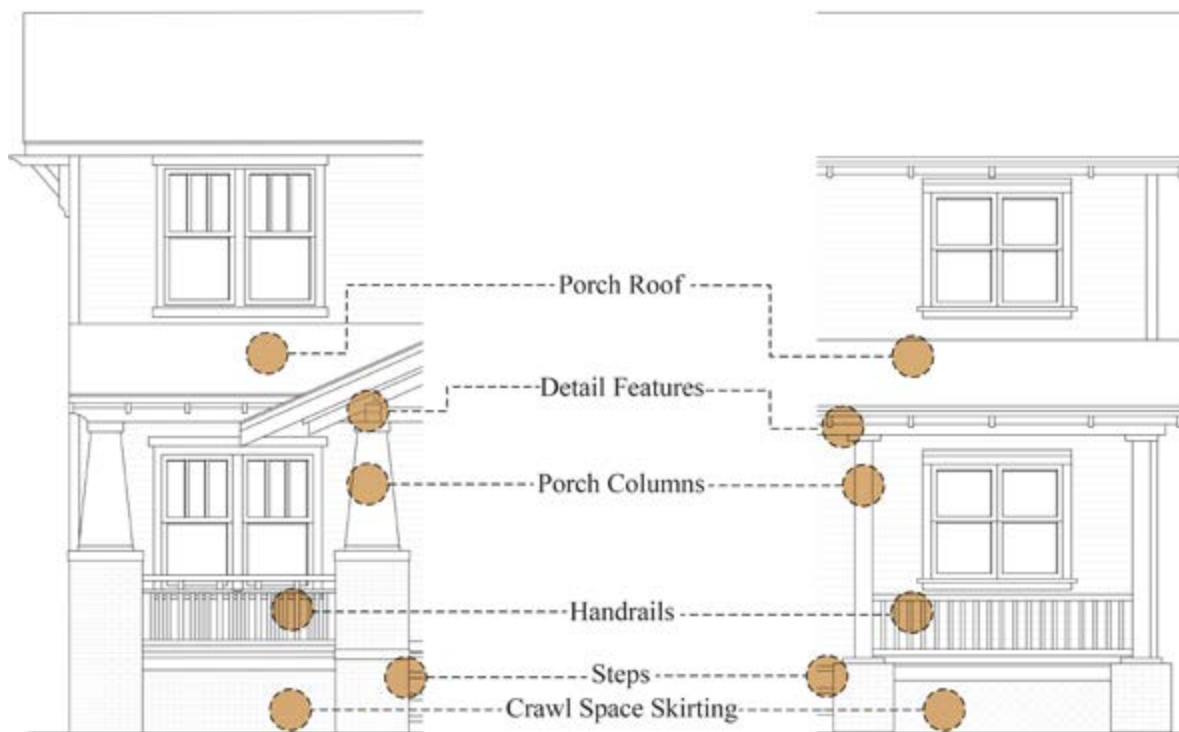 Porch Roof
Detail Features
Porch Columns
Handrails
Steps
Crawl Space Skirting